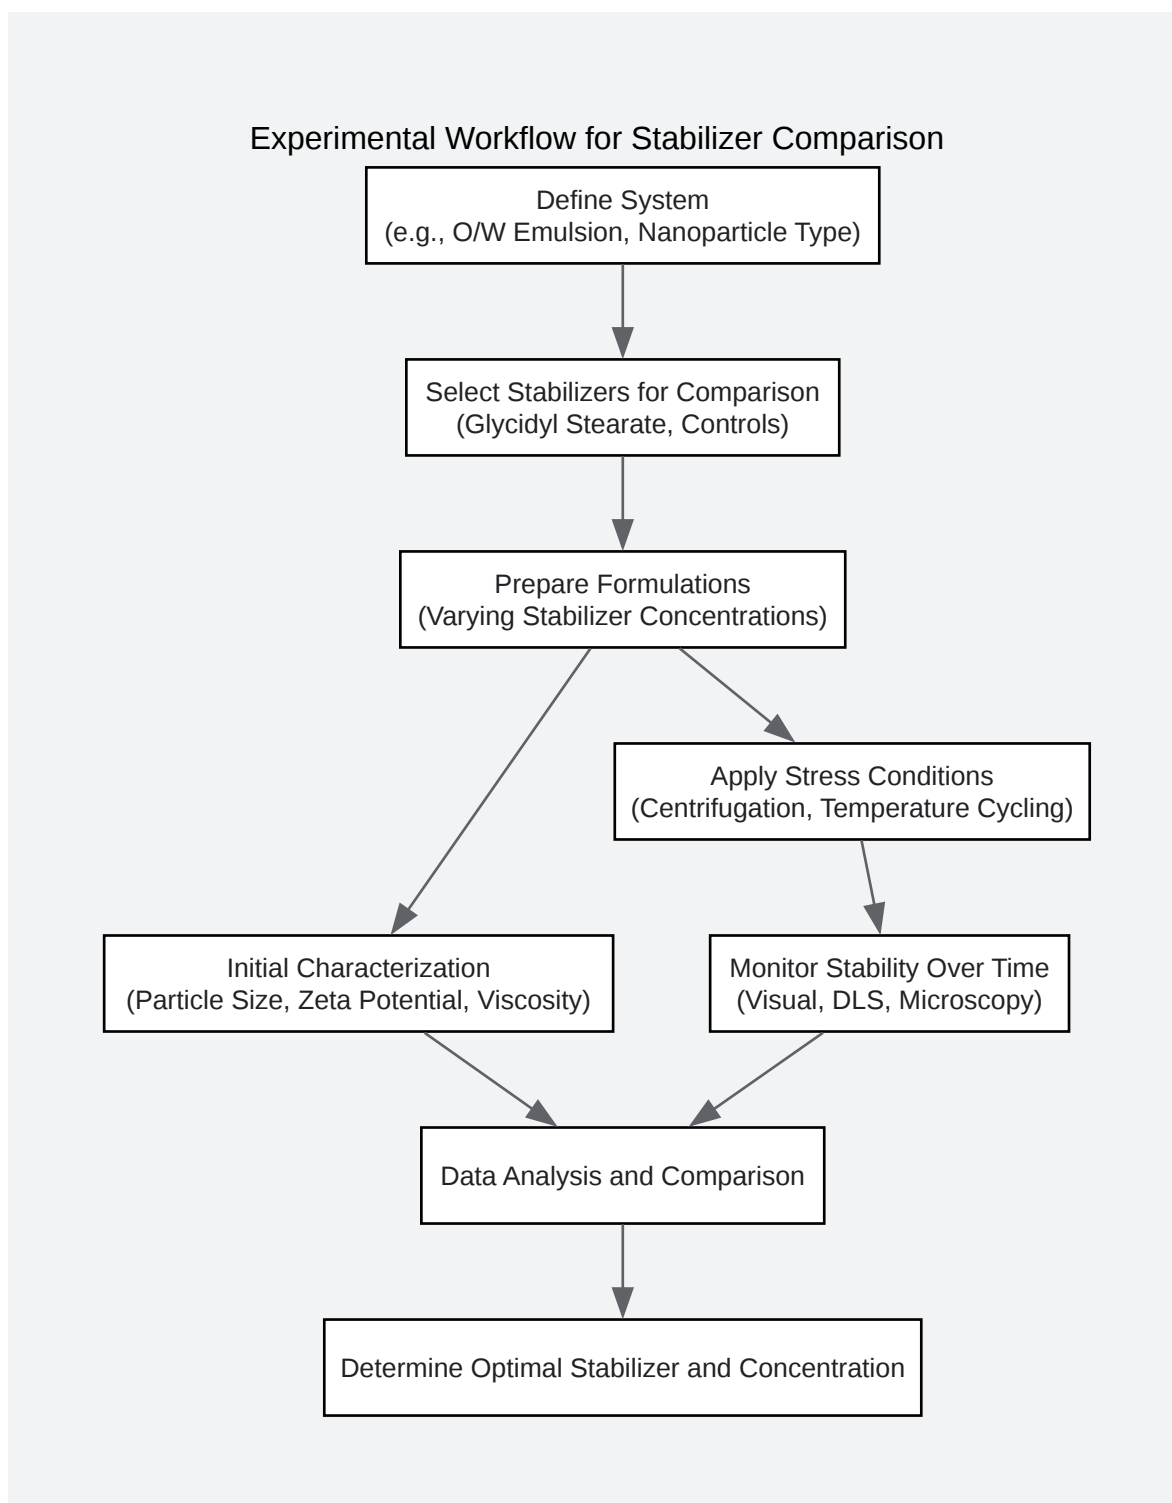 Experimental Workflow for Stabilizer Comparison
Define System
(e.g., O/W Emulsion, Nanoparticle Type)
Select Stabilizers for Comparison
(Glycidyl Stearate, Controls)
Prepare Formulations
(Varying Stabilizer Concentrations)
Apply Stress Conditions
(Centrifugation, Temperature Cycling)
Initial Characterization
(Particle Size, Zeta Potential, Viscosity)
Monitor Stability Over Time
(Visual, DLS, Microscopy)
Data Analysis and Comparison
Determine Optimal Stabilizer and Concentration